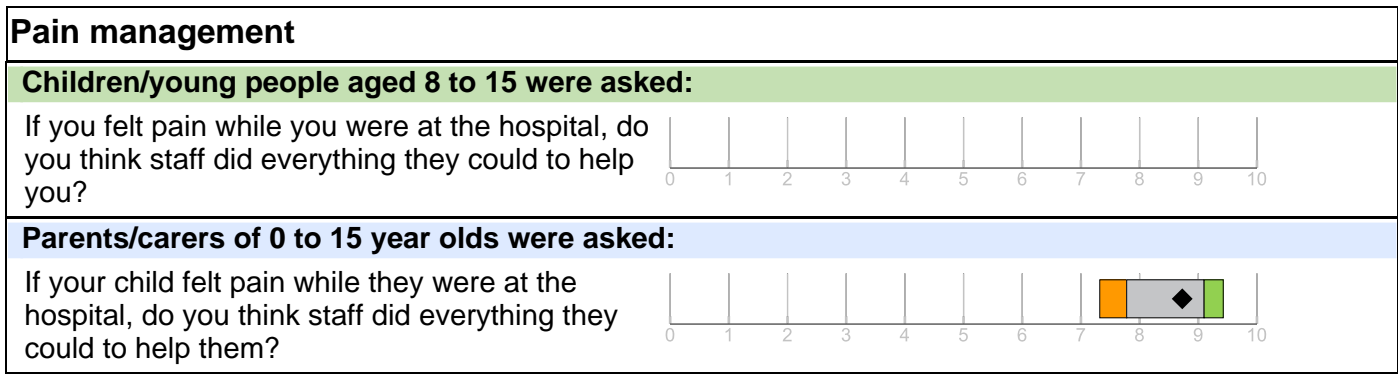 Pain management
Children/young people aged 8 to 15 were asked:
If you felt pain while you were at the hospital, do
you think staff did everything they could to help
you?
0 1 2 3 4 5 6 7 8 9 10
Parents/carers of 0 to 15 year olds were asked:
If your child felt pain while they were at the
hospital, do you think staff did everything they
could to help them?
0 1 2 3 4 5 6 7 8 9 10